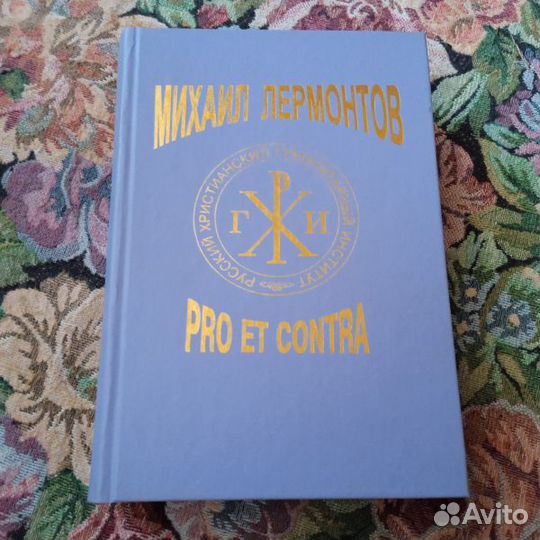 МИХАИЛ ЛЕРМОНТОВ
РУССКИЙ ХРИСТИАНСКИЙ ГУМАНИТАРНЫЙ ИНСТИТУТ
Г И
PRO ET CONTRA
Avito